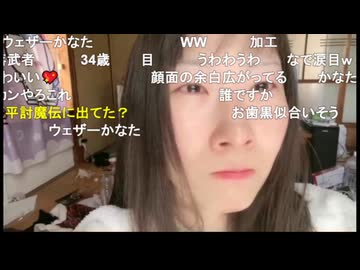 ウェザーかなた WW 加工
武者 34歳 目 うわわうわ なで涙目w
わいい💖 顔面の余白広がってる かなた
カンやろこれ 誰ですか
平討魔伝に出てた？ お歯黒似合いそう
ウェザーかなた